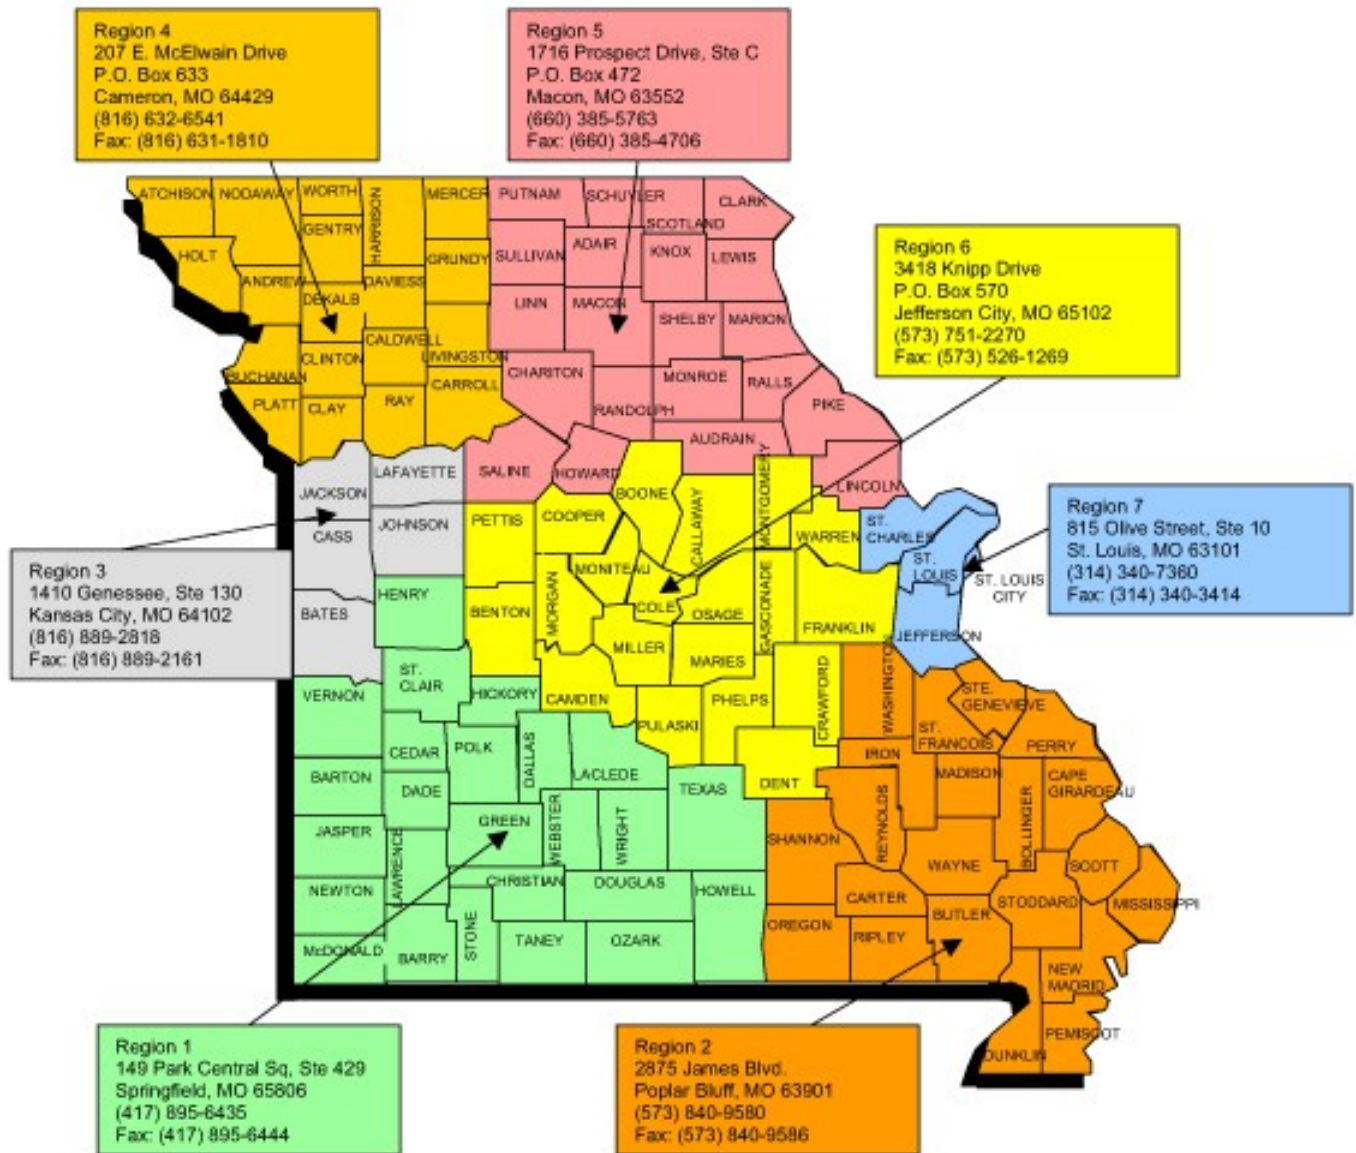 Region 4
207 E. McElwain Drive
P.O. Box 633
Cameron, MO 64429
(816) 632-6541
Fax: (816) 631-1810
Region 5
1716 Prospect Drive, Ste C
P.O. Box 472
Macon, MO 63552
(660) 385-5763
Fax: (660) 385-4706
Region 6
3418 Knipp Drive
P.O. Box 570
Jefferson City, MO 65102
(573) 751-2270
Fax: (573) 526-1269
Region 7
815 Olive Street, Ste 10
St. Louis, MO 63101
(314) 340-7360
Fax: (314) 340-3414
Region 3
1410 Genessee, Ste 130
Kansas City, MO 64102
(816) 889-2818
Fax: (816) 889-2161
ATCHISON
NODAWAY
WORTH
HARRISON
MERCER
PUTNAM
SCHUYLER
SCOTLAND
CLARK
GENTRY
HOLT
ANDREW
DEKALB
DAVIESS
GRUNDY
SULLIVAN
ADAIR
KNOX
LEWIS
LINN
MACON
SHELBY
MARION
BUCHANAN
CLINTON
CALDWELL
LIVINGSTON
CHARITON
RANDOLPH
MONROE
RALLS
PIKE
PLATT
CLAY
RAY
CARROLL
AUDRAIN
JACKSON
LAFAYETTE
SALINE
HOWARD
BOONE
CALLAWAY
MONTGOMERY
LINCOLN
CASS
JOHNSON
PETTIS
COOPER
MONITEAU
WARREN
ST.
CHARLES
ST.
LOUIS
ST. LOUIS
CITY
BATES
HENRY
BENTON
MORGAN
COLE
OSAGE
GASCONADE
FRANKLIN
JEFFERSON
MILLER
MARIES
VERNON
ST.
CLAIR
HICKORY
CAMDEN
PULASKI
PHELPS
CRAWFORD
WASHINGTON
STE.
GENEVIEVE
ST.
FRANCOIS
PERRY
CEDAR
POLK
DALLAS
LACLEDE
TEXAS
DENT
IRON
MADISON
BOLLINGER
CAPE
GIRARDEAU
BARTON
DADE
GREEN
WEBSTER
WRIGHT
SHANNON
REYNOLDS
WAYNE
SCOTT
JASPER
LAWRENCE
CHRISTIAN
DOUGLAS
HOWELL
CARTER
BUTLER
STODDARD
MISSISSIPPI
NEWTON
STONE
TANEY
OZARK
OREGON
RIPLEY
McDONALD
BARRY
NEW
MADRID
PEMISCOT
DUNKLIN
Region 1
149 Park Central Sq, Ste 429
Springfield, MO 65806
(417) 895-6435
Fax: (417) 895-6444
Region 2
2875 James Blvd.
Poplar Bluff, MO 63901
(573) 840-9580
Fax: (573) 840-9586